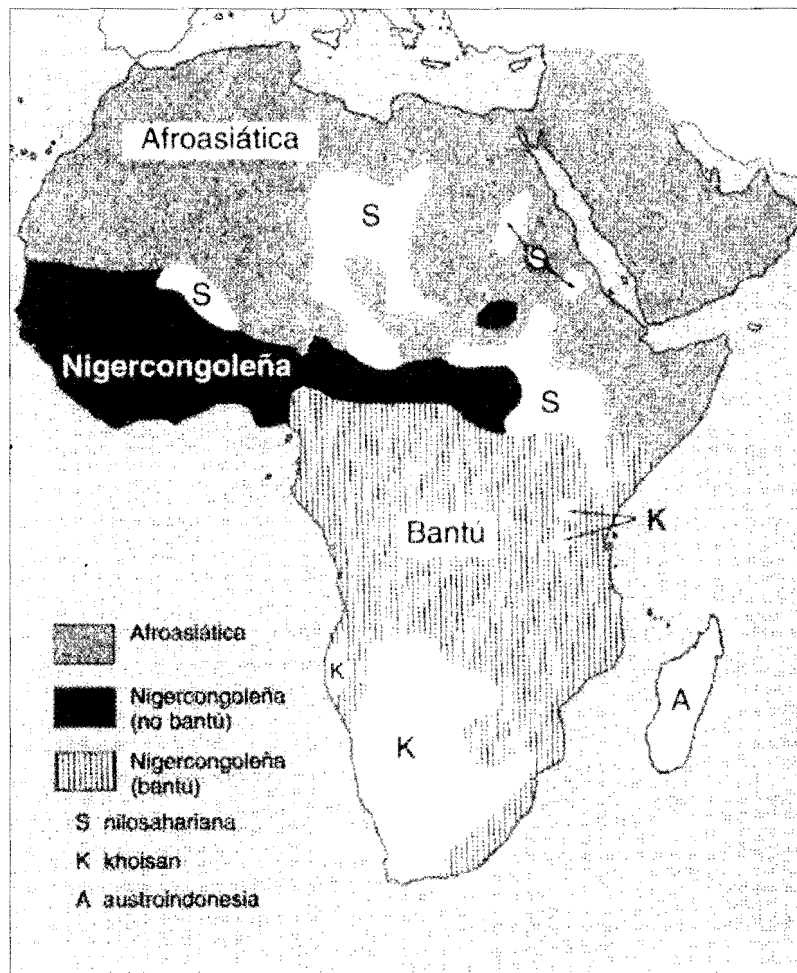 Afroasiática
S
S
S
Nigercongoleña
S
Bantú
K
K
K
A
Afroasiática
Nigercongoleña
(no bantú)
Nigercongoleña
(bantú)
S nilosahariana
K khoisan
A austroindonesia